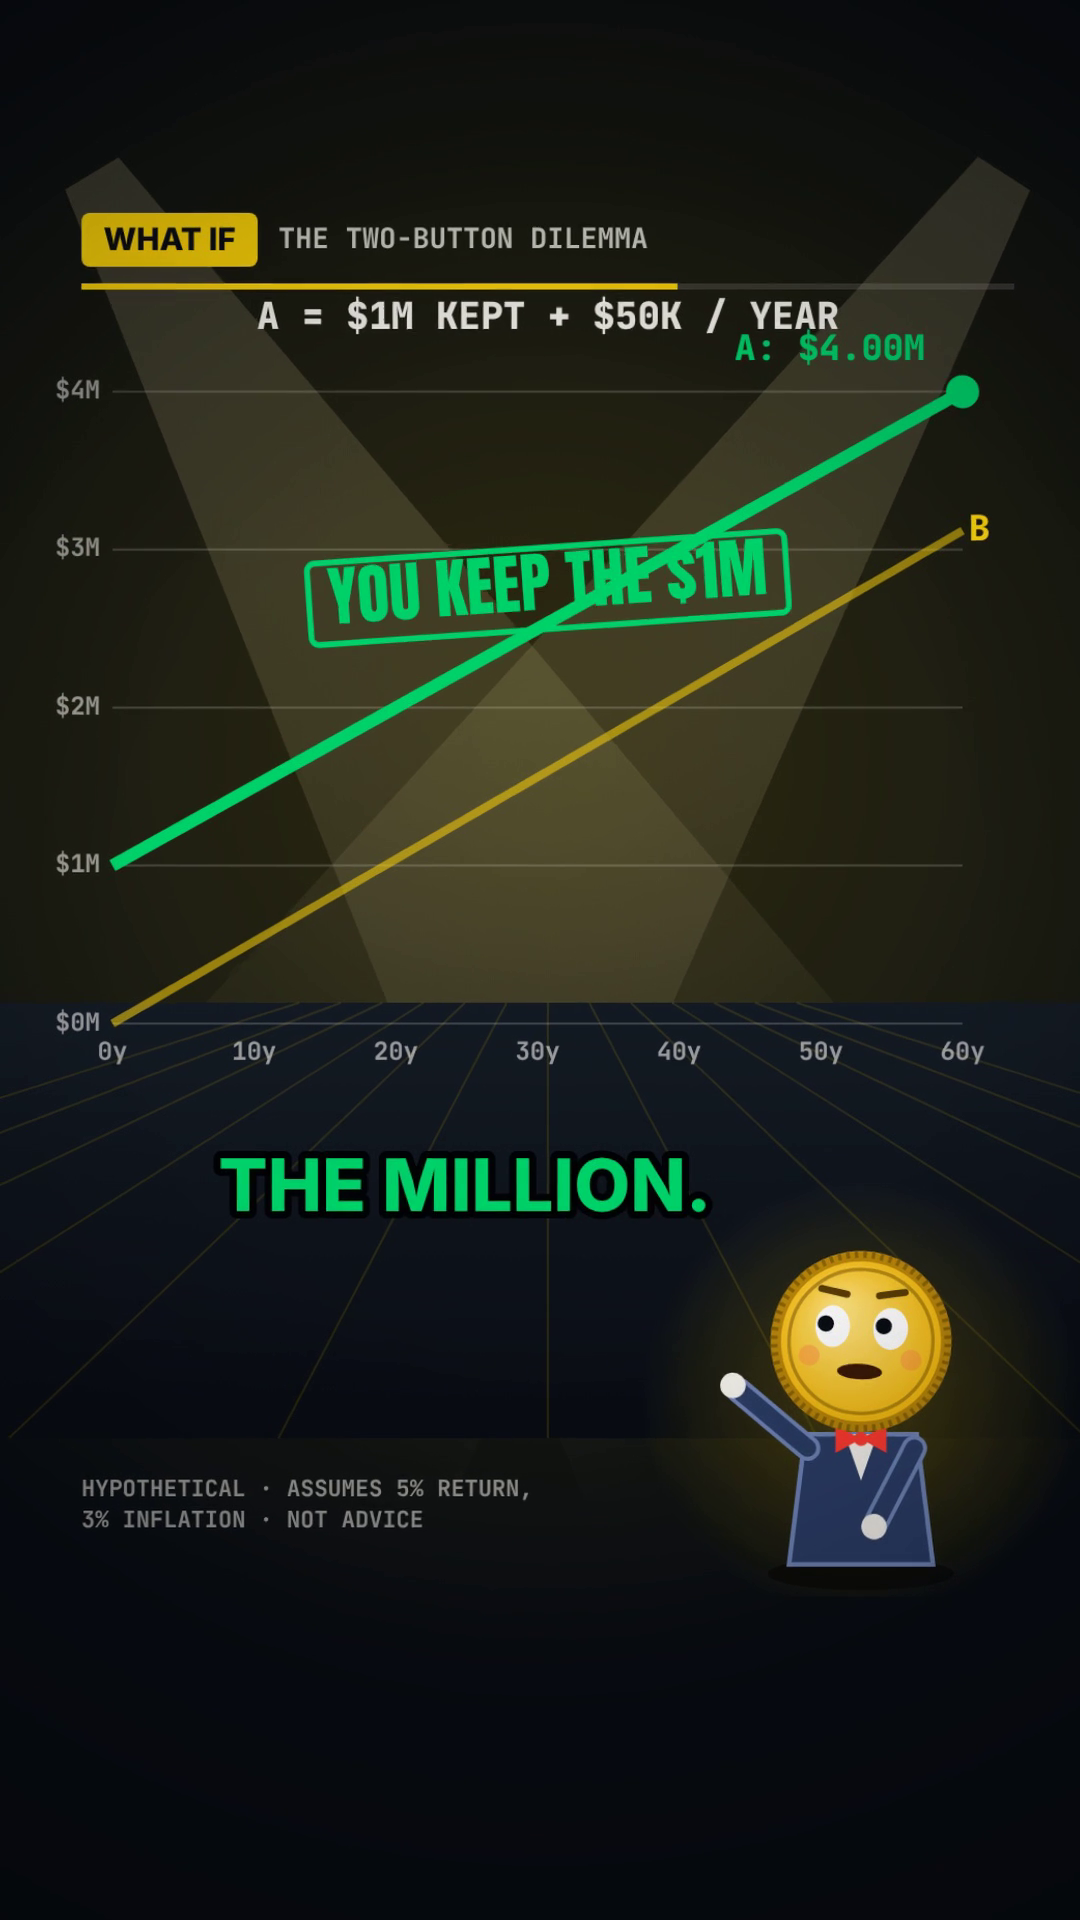 WHAT IF
THE TWO-BUTTON DILEMMA
A = $1M KEPT + $50K / YEAR
A: $4.00M
$4M
B
$3M
YOU KEEP THE $1M
$2M
$1M
$0M
0y 10y 20y 30y 40y 50y 60y
THE MILLION.
HYPOTHETICAL · ASSUMES 5% RETURN,
3% INFLATION · NOT ADVICE